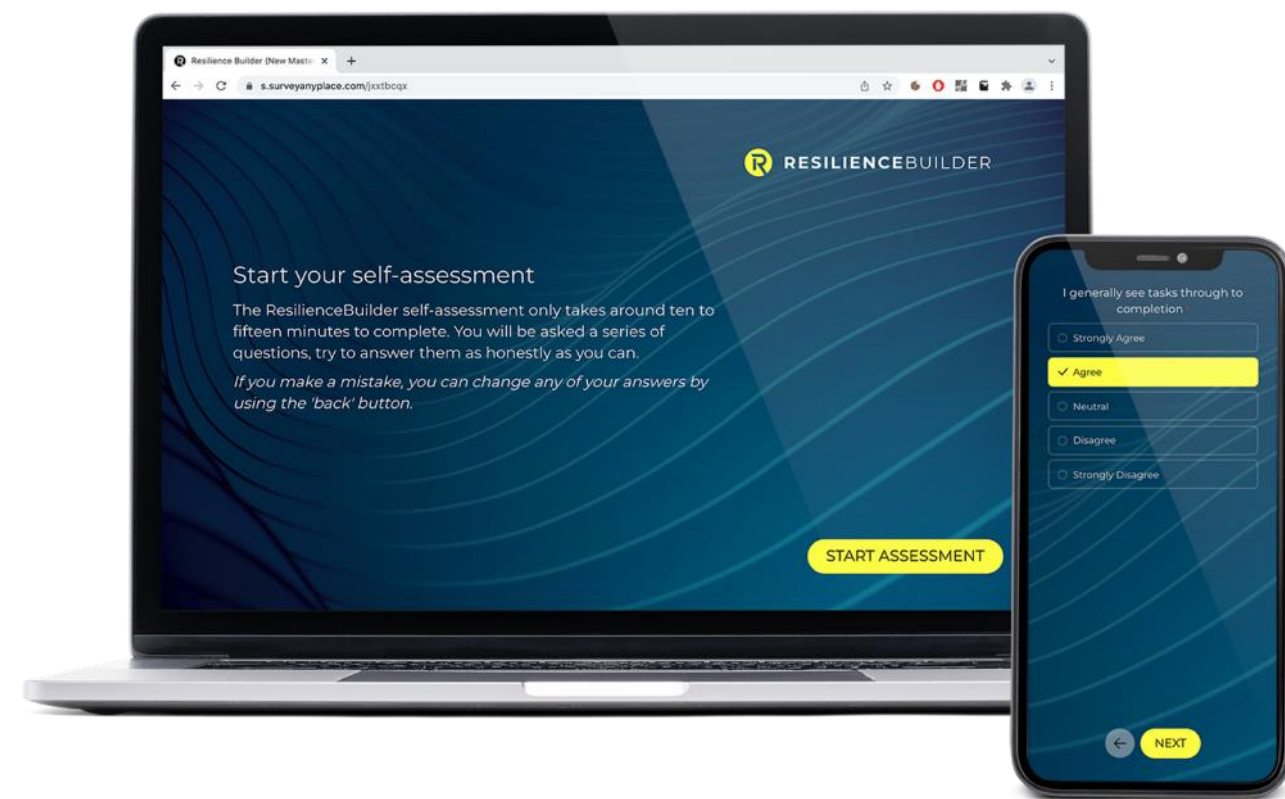 Resilience Builder (New Maste
s.surveyanyplace.com/jxxtbcqx
RESILIENCEBUILDER
Start your self-assessment
The ResilienceBuilder self-assessment only takes around ten to
fifteen minutes to complete. You will be asked a series of
questions, try to answer them as honestly as you can.
If you make a mistake, you can change any of your answers by
using the 'back' button.
START ASSESSMENT
I generally see tasks through to
completion
Strongly Agree
Agree
Neutral
Disagree
Strongly Disagree
NEXT